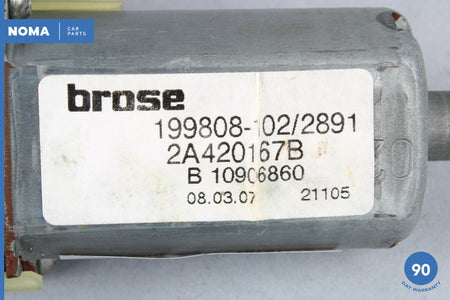 NOMA CAR PARTS
brose
199808-102/2891
2A420167B
B 10906860
08.03.07 21105
90
DAY WARRANTY